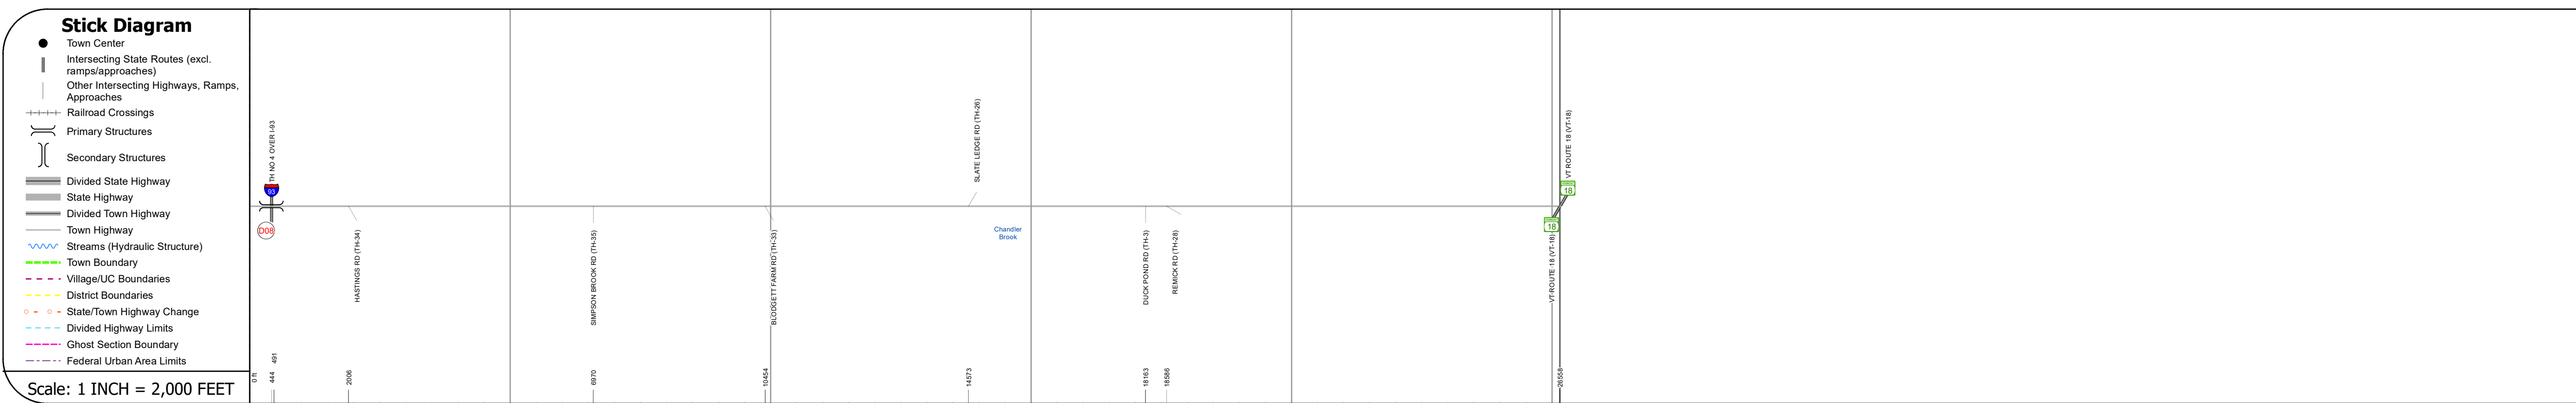 Stick Diagram
Town Center
Intersecting State Routes (excl.
ramps/approaches)
Other Intersecting Highways, Ramps,
Approaches
Railroad Crossings
Primary Structures
Secondary Structures
Divided State Highway
State Highway
Divided Town Highway
Town Highway
Streams (Hydraulic Structure)
Town Boundary
Village/UC Boundaries
District Boundaries
State/Town Highway Change
Divided Highway Limits
Ghost Section Boundary
Federal Urban Area Limits
Scale: 1 INCH = 2,000 FEET
TH NO 4 OVER I-93
93
D08
HASTINGS RD (TH-34)
SIMPSON BROOK RD (TH-35)
BLODGETT FARM RD (TH-33)
SLATE LEDGE RD (TH-26)
Chandler
Brook
DUCK POND RD (TH-3)
REMICK RD (TH-28)
VT ROUTE 18 (VT-18)
18
18
VT ROUTE 18 (VT-18)
0 ft
444
491
2006
6970
10454
14573
18163
18586
26558